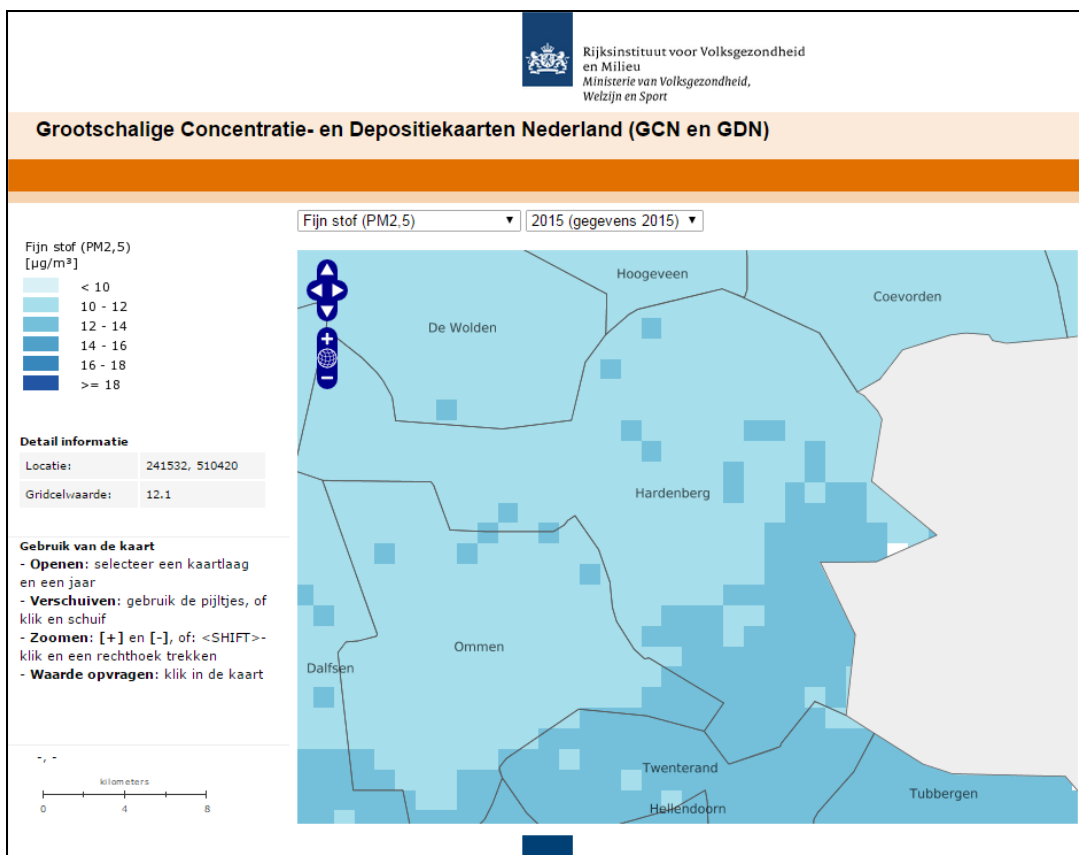 Rijksinstituut voor Volksgezondheid
en Milieu
Ministerie van Volksgezondheid,
Welzijn en Sport
Grootschalige Concentratie- en Depositiekaarten Nederland (GCN en GDN)
Fijn stof (PM2,5)
2015 (gegevens 2015)
Fijn stof (PM2,5)
[µg/m³]
< 10
10 - 12
12 - 14
14 - 16
16 - 18
>= 18
Detail informatie
Locatie: 241532, 510420
Gridcelwaarde: 12.1
Gebruik van de kaart
- Openen: selecteer een kaartlaag
en een jaar
- Verschuiven: gebruik de pijltjes, of
klik en schuif
- Zoomen: [+] en [-], of: <SHIFT>-
klik en een rechthoek trekken
- Waarde opvragen: klik in de kaart
-, -
kilometers
0 4 8
Hoogeveen
Coevorden
De Wolden
Hardenberg
Ommen
Dalfsen
Twenterand
Tubbergen
Hellendoorn